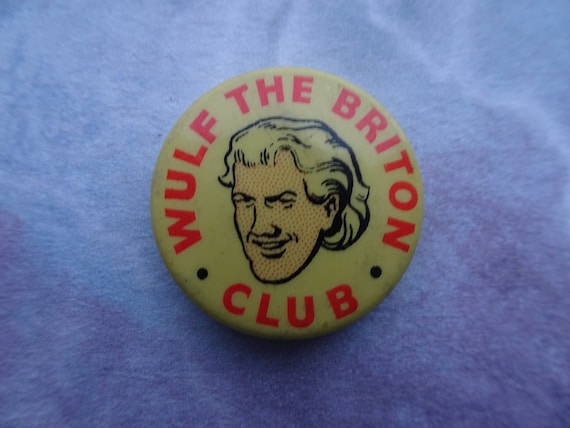 WULF THE BRITON
• CLUB •